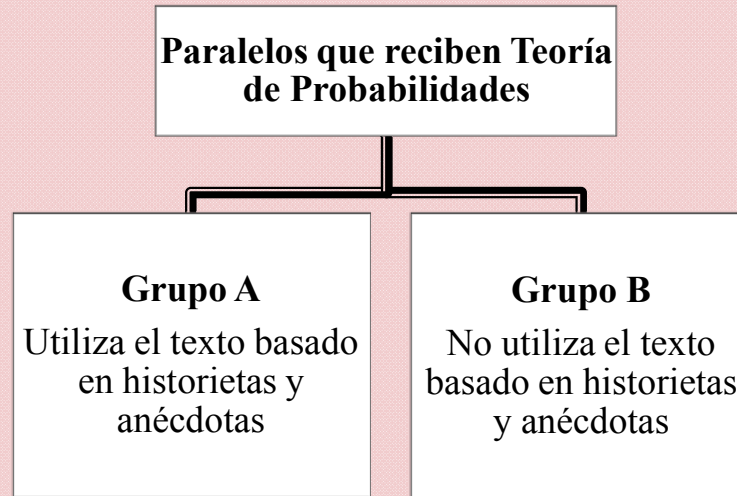 Paralelos que reciben Teoría
de Probabilidades
Grupo A
Utiliza el texto basado
en historietas y
anécdotas
Grupo B
No utiliza el texto
basado en historietas
y anécdotas